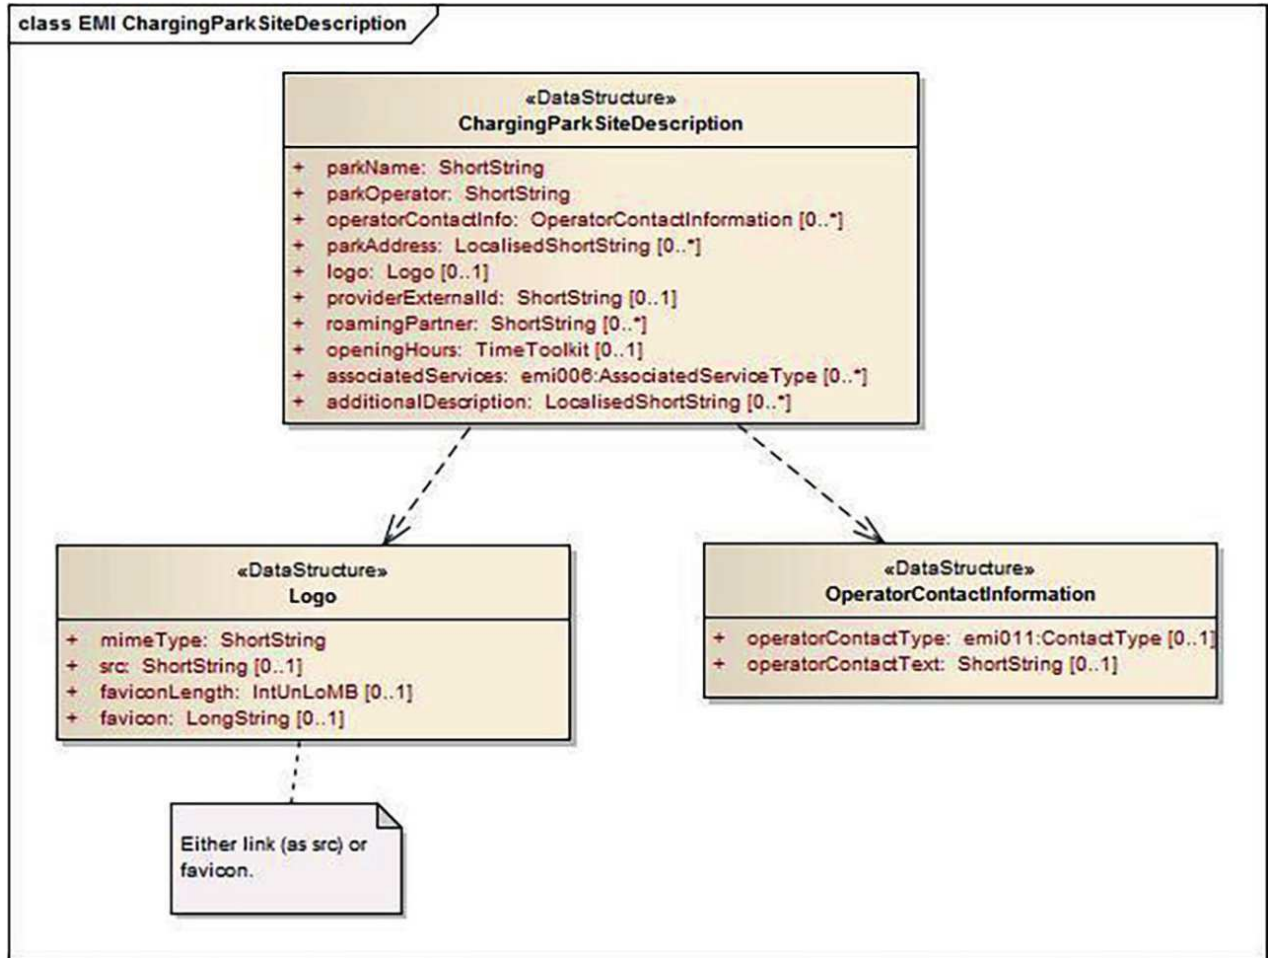 class EMI ChargingParkSiteDescription
«DataStructure»
ChargingParkSiteDescription
+ parkName: ShortString
+ parkOperator: ShortString
+ operatorContactInfo: OperatorContactInformation [0..*]
+ parkAddress: LocalisedShortString [0..*]
+ logo: Logo [0..1]
+ providerExternalId: ShortString [0..1]
+ roamingPartner: ShortString [0..*]
+ openingHours: TimeToolkit [0..1]
+ associatedServices: emi006:AssociatedServiceType [0..*]
+ additionalDescription: LocalisedShortString [0..*]
«DataStructure»
Logo
+ mimeType: ShortString
+ src: ShortString [0..1]
+ faviconLength: IntUnLoMB [0..1]
+ favicon: LongString [0..1]
«DataStructure»
OperatorContactInformation
+ operatorContactType: emi011:ContactType [0..1]
+ operatorContactText: ShortString [0..1]
Either link (as src) or
favicon.